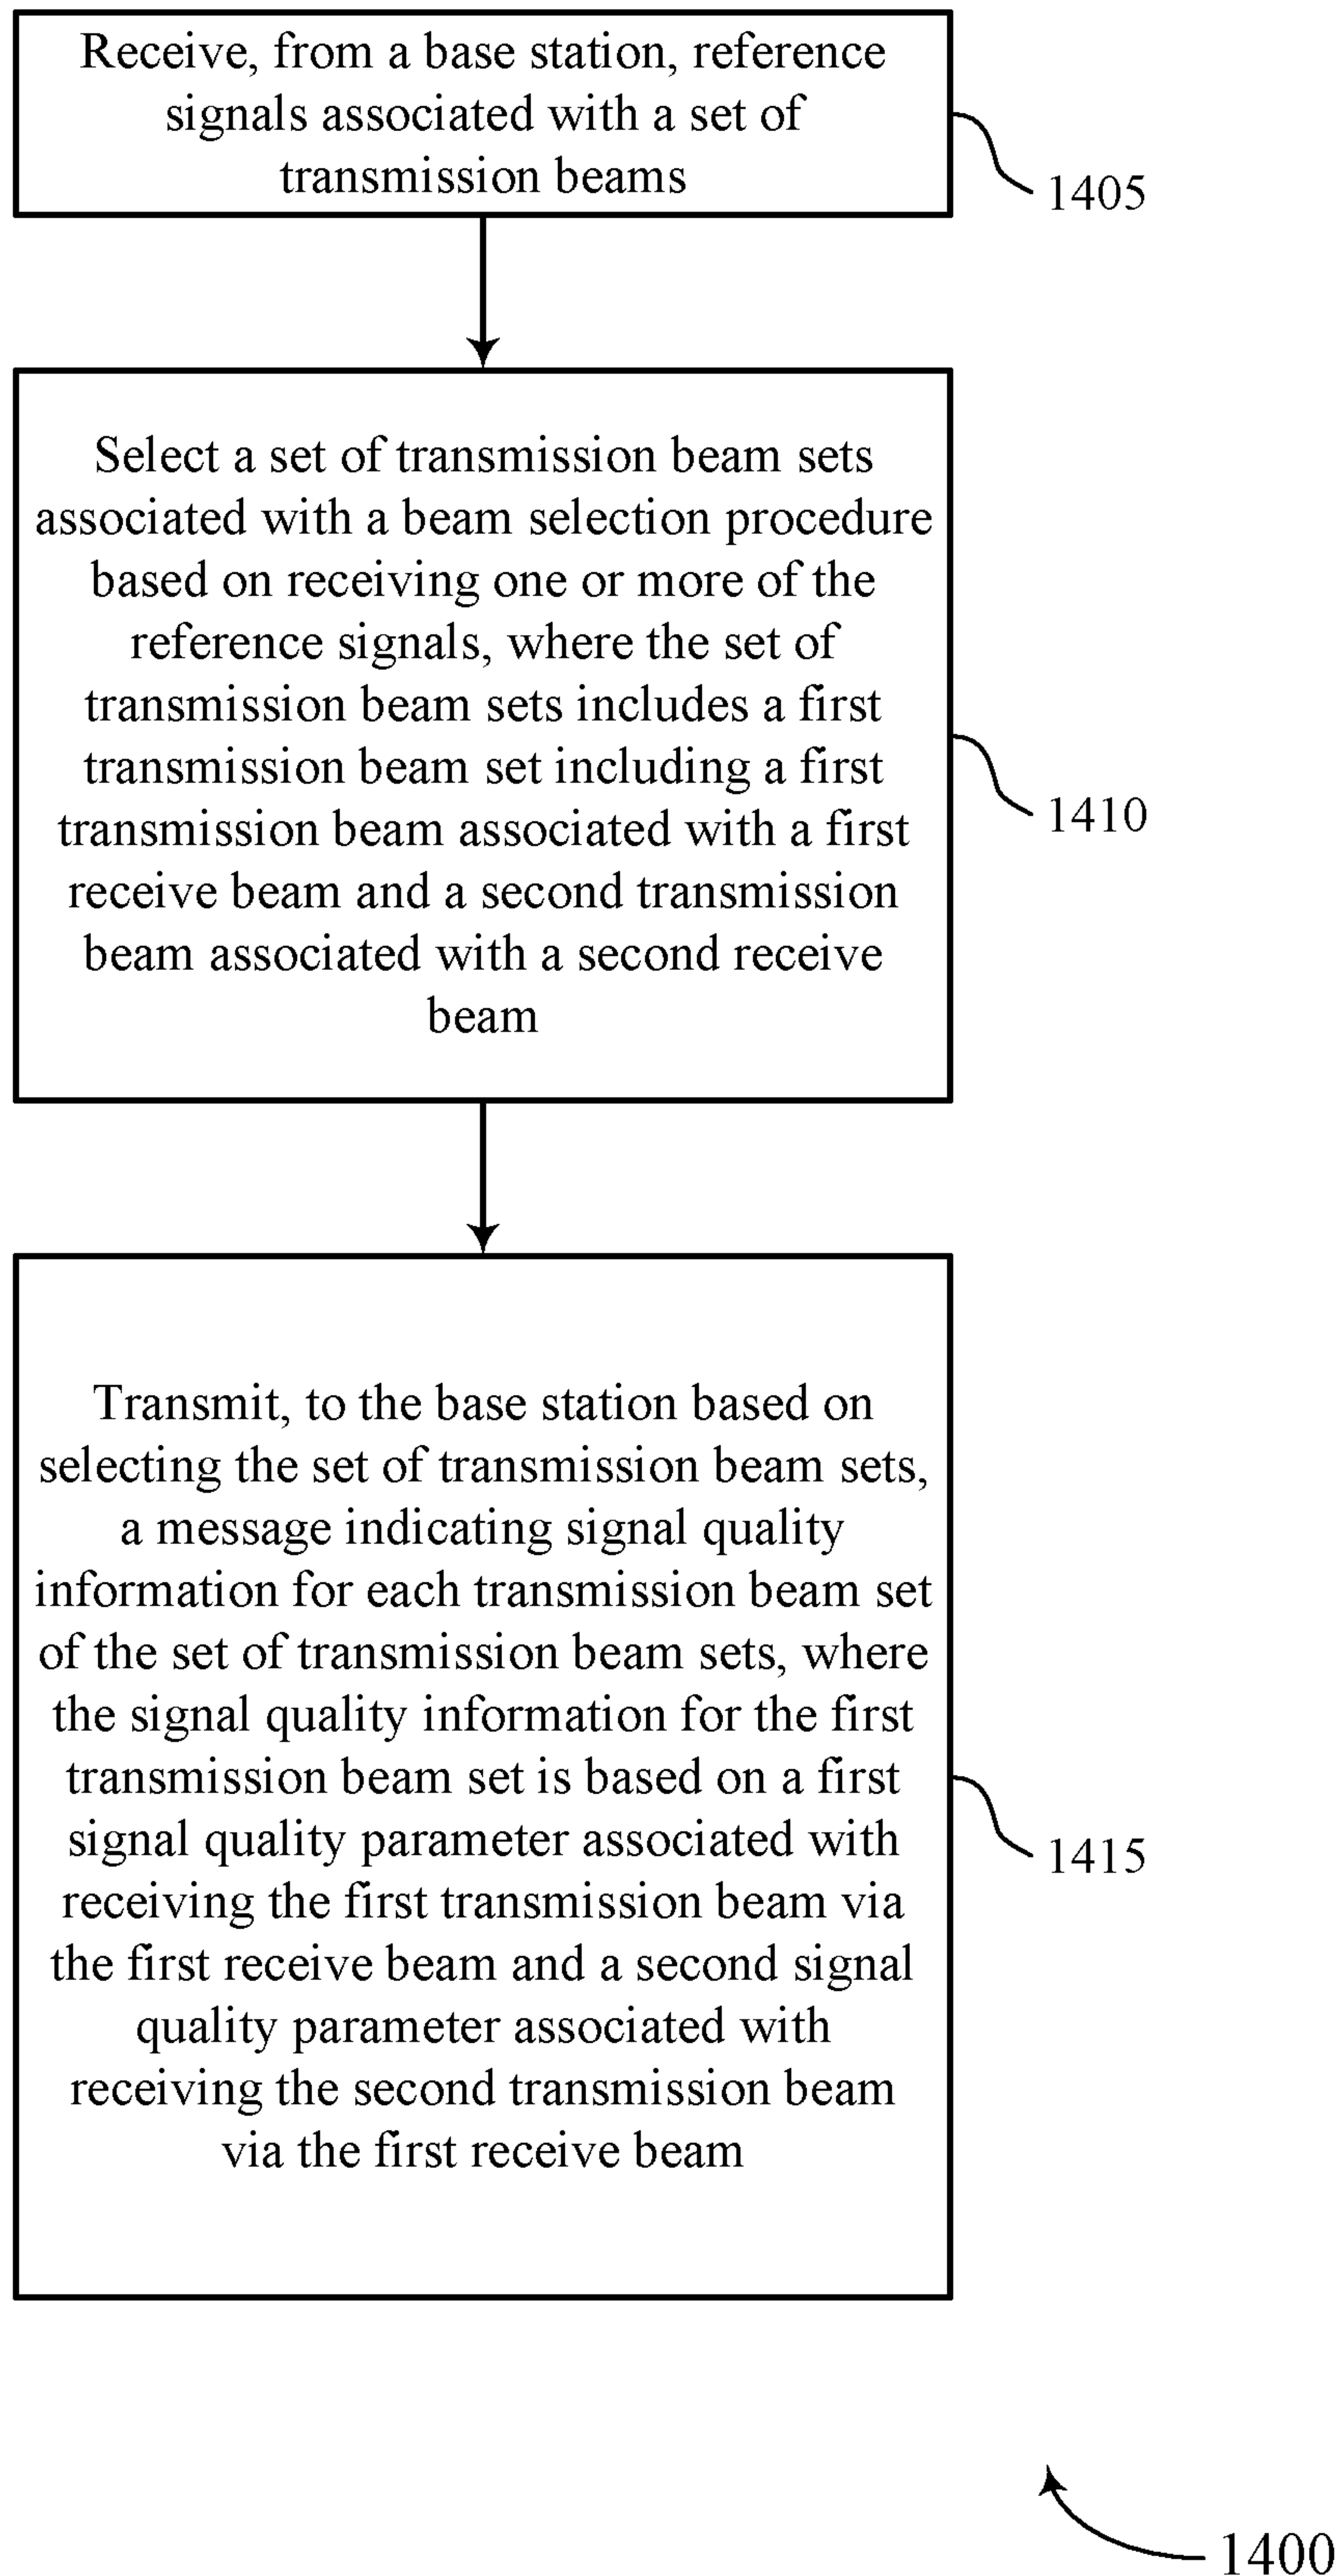 Receive, from a base station, reference
signals associated with a set of
transmission beams
1405
Select a set of transmission beam sets
associated with a beam selection procedure
based on receiving one or more of the
reference signals, where the set of
transmission beam sets includes a first
transmission beam set including a first
transmission beam associated with a first
receive beam and a second transmission
beam associated with a second receive
beam
1410
Transmit, to the base station based on
selecting the set of transmission beam sets,
a message indicating signal quality
information for each transmission beam set
of the set of transmission beam sets, where
the signal quality information for the first
transmission beam set is based on a first
signal quality parameter associated with
receiving the first transmission beam via
the first receive beam and a second signal
quality parameter associated with
receiving the second transmission beam
via the first receive beam
1415
1400